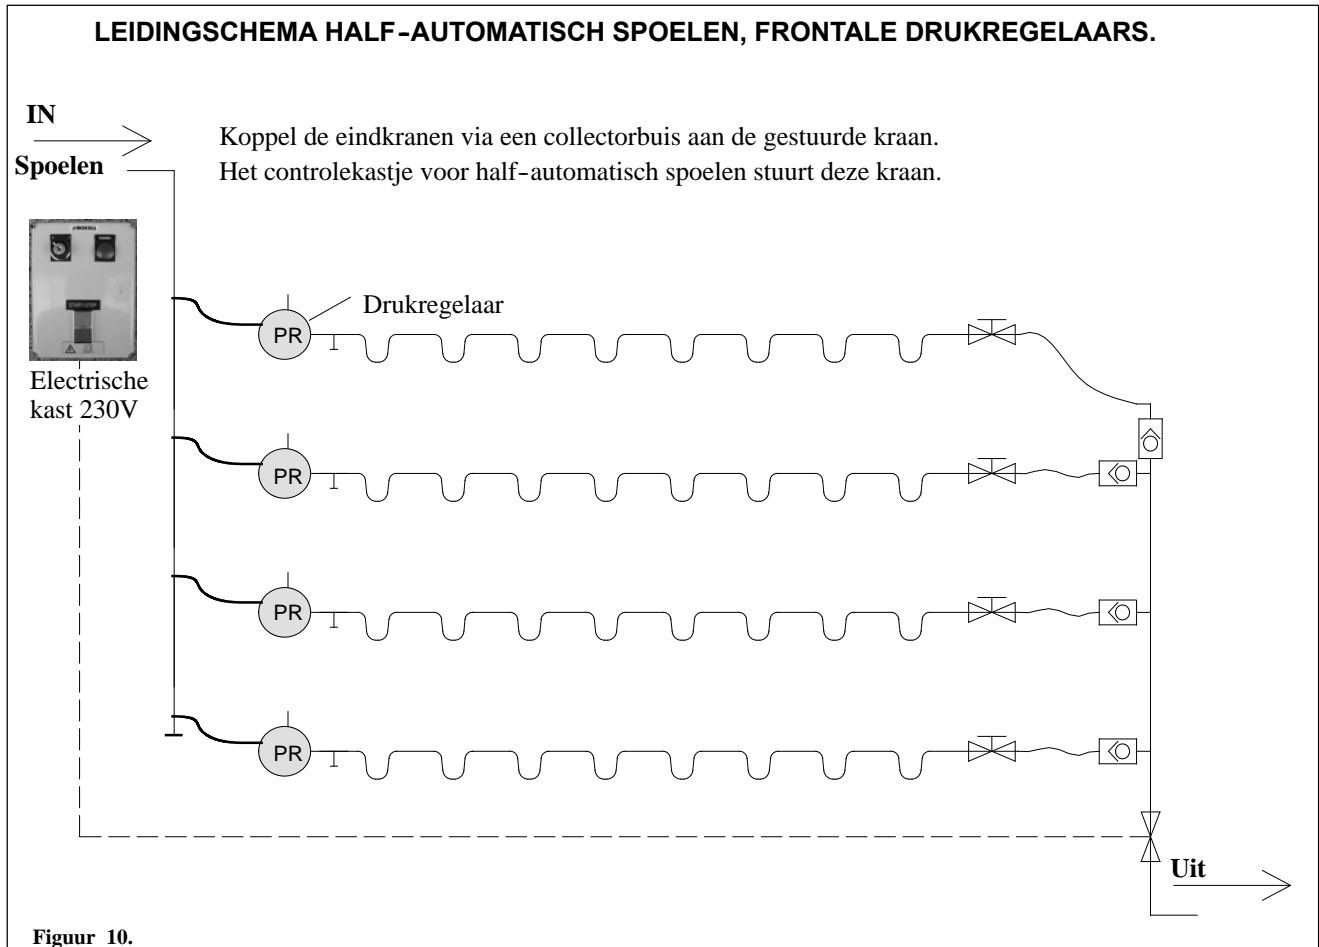 LEIDINGSCHEMA HALF-AUTOMATISCH SPOELEN, FRONTALE DRUKREGELAARS.
IN
Spoelen
Koppel de eindkranen via een collectorbuis aan de gestuurde kraan.
Het controlekastje voor half-automatisch spoelen stuurt deze kraan.
START/STOP
Electrische
kast 230V
Drukregelaar
PR
PR
PR
PR
Uit
Figuur 10.